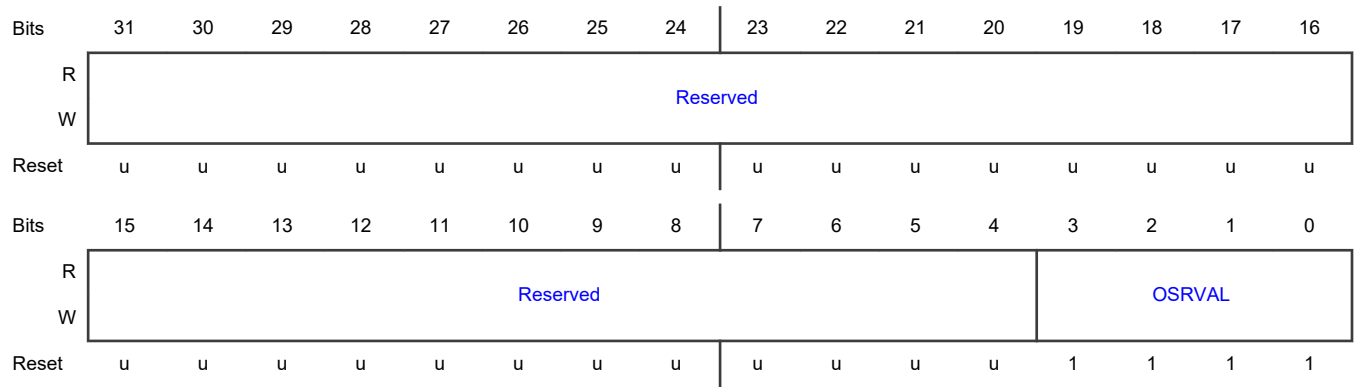 Bits 31 30 29 28 27 26 25 24 23 22 21 20 19 18 17 16
R
Reserved
W
Reset u u u u u u u u u u u u u u u u
Bits 15 14 13 12 11 10 9 8 7 6 5 4 3 2 1 0
R
Reserved OSRVAL
W
Reset u u u u u u u u u u u u 1 1 1 1